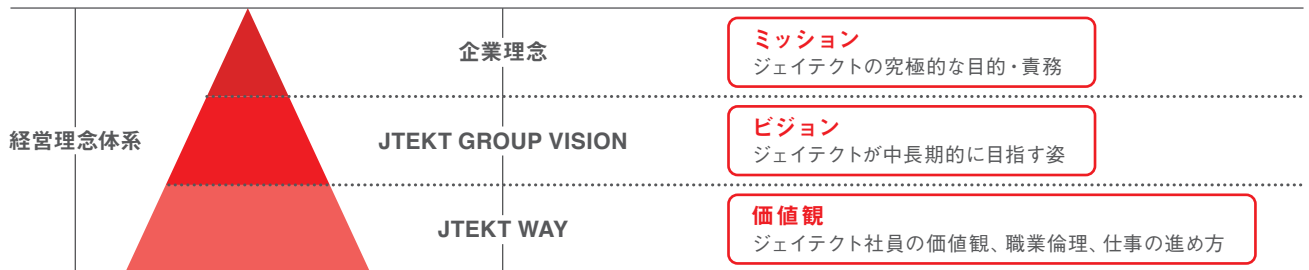 企業理念
ミッション
ジェイテクトの究極的な目的・責務
経営理念体系
JTEKT GROUP VISION
ビジョン
ジェイテクトが中長期的に目指す姿
JTEKT WAY
価値観
ジェイテクト社員の価値観、職業倫理、仕事の進め方